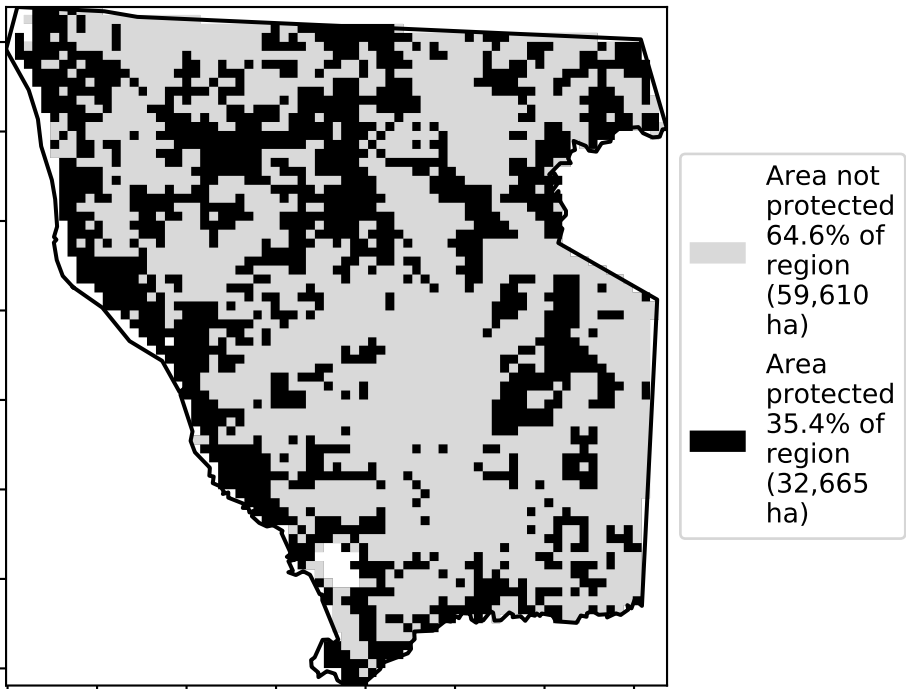 Area not
protected
64.6% of
region
(59,610
ha)
Area
protected
35.4% of
region
(32,665
ha)